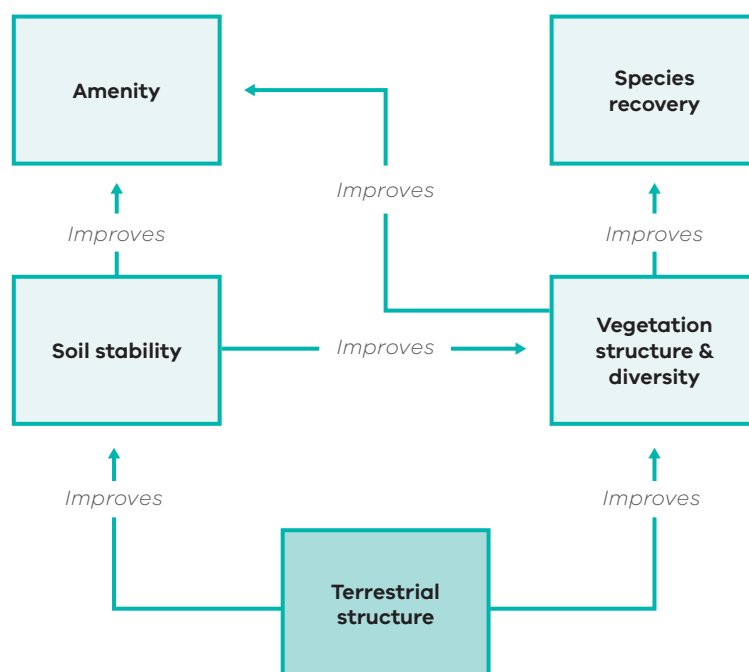 Amenity
Species
recovery
Improves
Improves
Improves
Soil stability
Improves
Vegetation
structure &
diversity
Improves
Improves
Terrestrial
structure